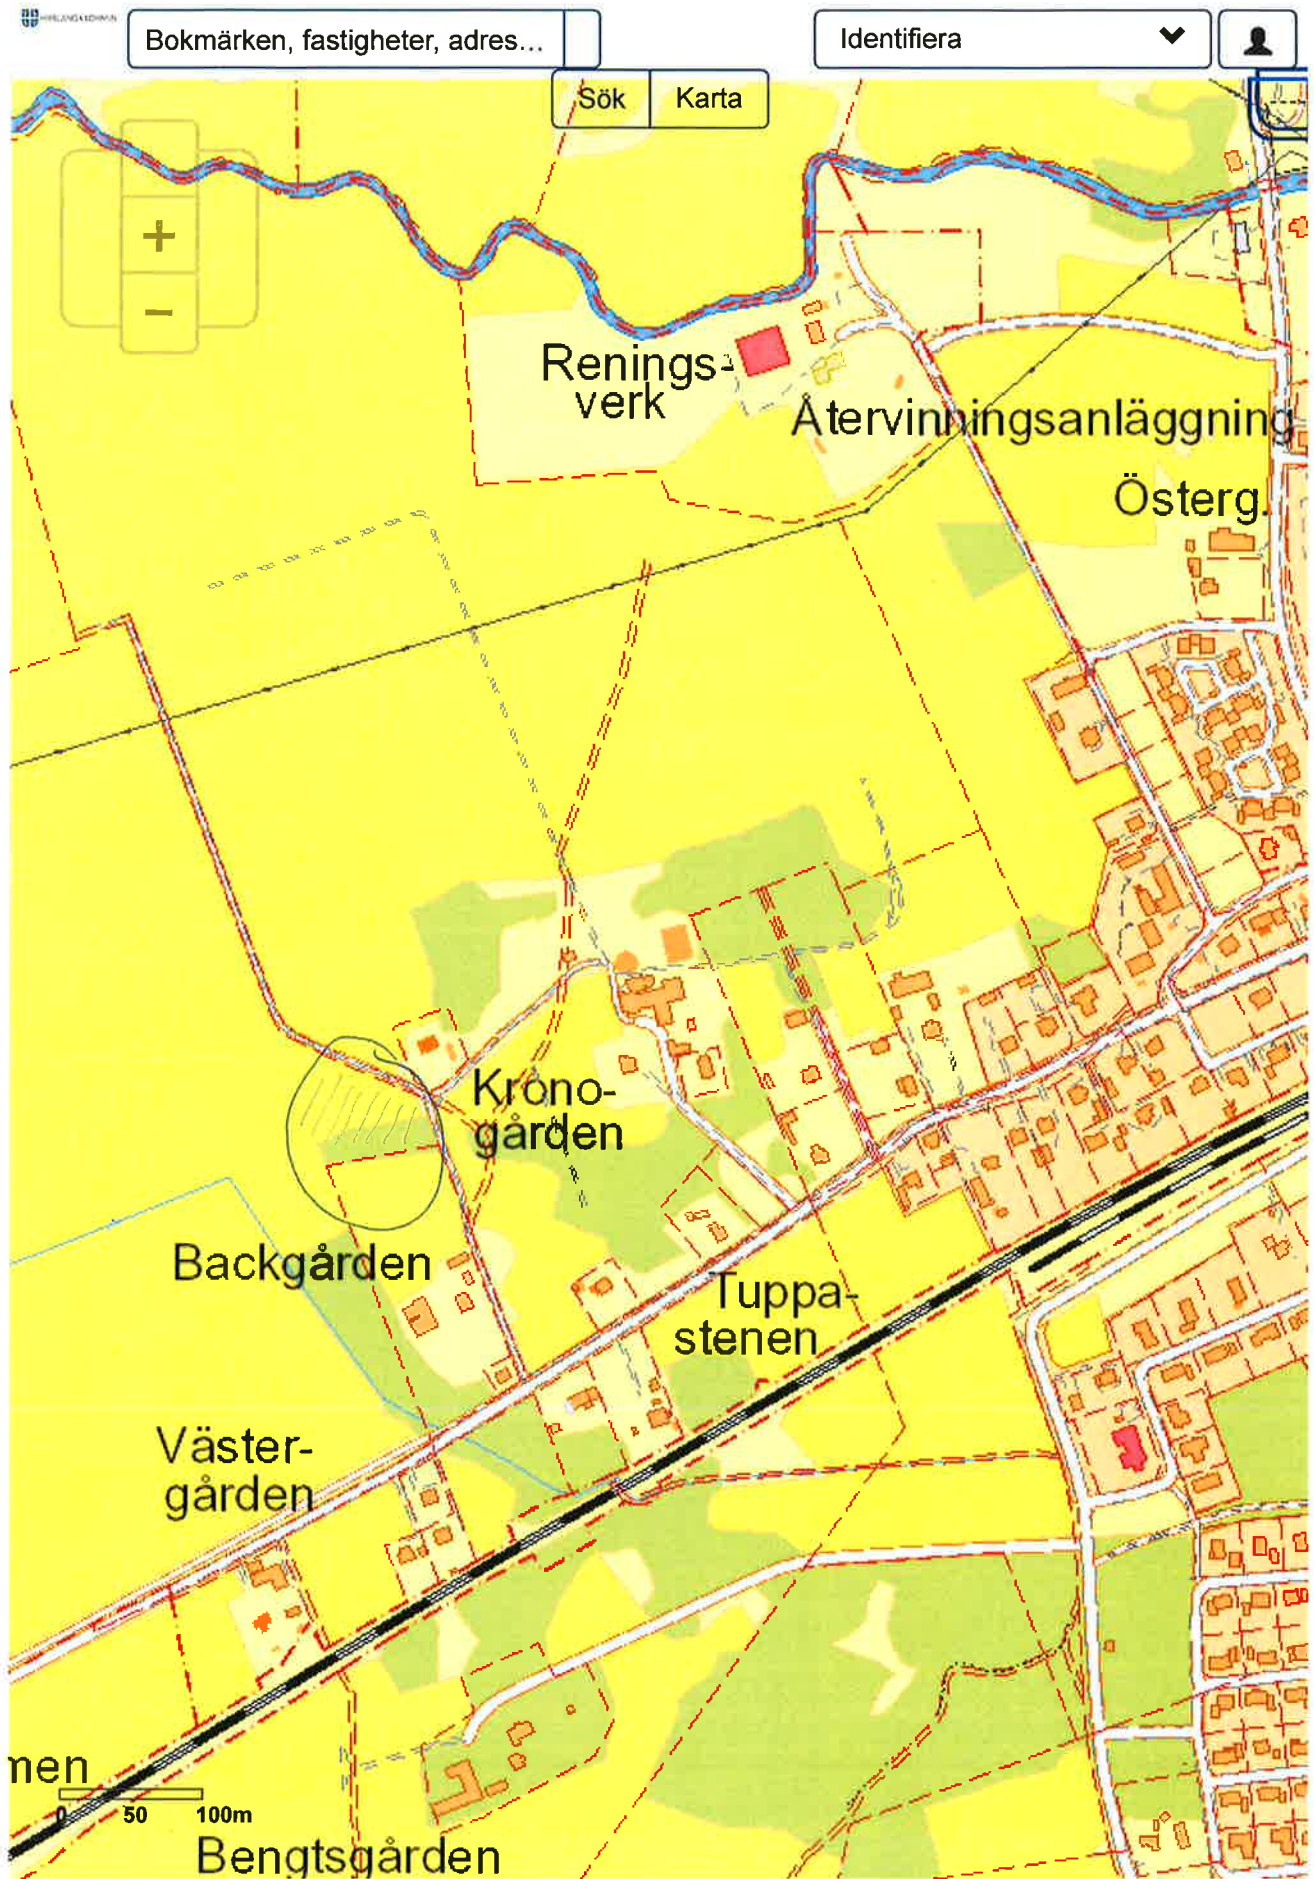 Bokmärken, fastigheter, adres...
Identifiera
Sök
Karta
+
−
Renings-
verk
Återvinningsanläggning
Österg.
Krono-
gården
Backgården
Tuppa-
stenen
Väster-
gården
men
0 50 100m
Bengtsgården